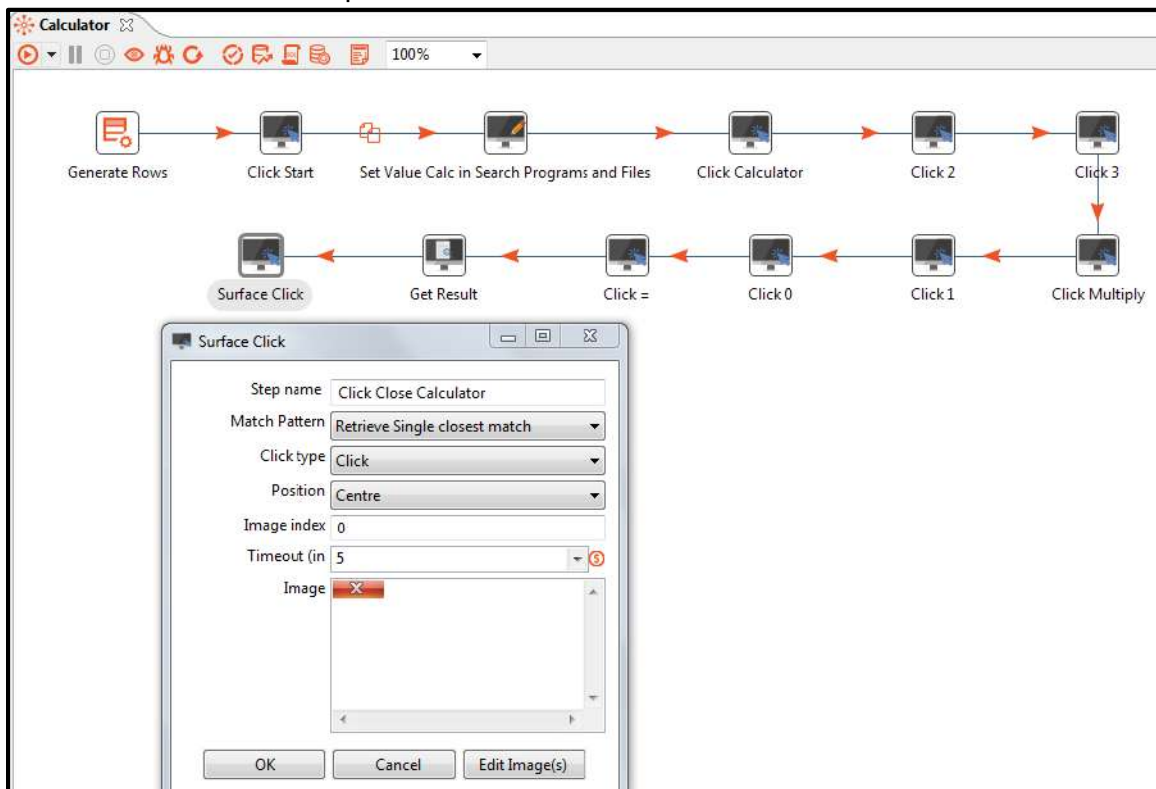 Calculator
100%
Generate Rows
Click Start
Set Value Calc in Search Programs and Files
Click Calculator
Click 2
Click 3
Surface Click
Get Result
Click =
Click 0
Click 1
Click Multiply
Surface Click
Step name Click Close Calculator
Match Pattern Retrieve Single closest match
Click type Click
Position Centre
Image index 0
Timeout (in 5
Image
OK
Cancel
Edit Image(s)